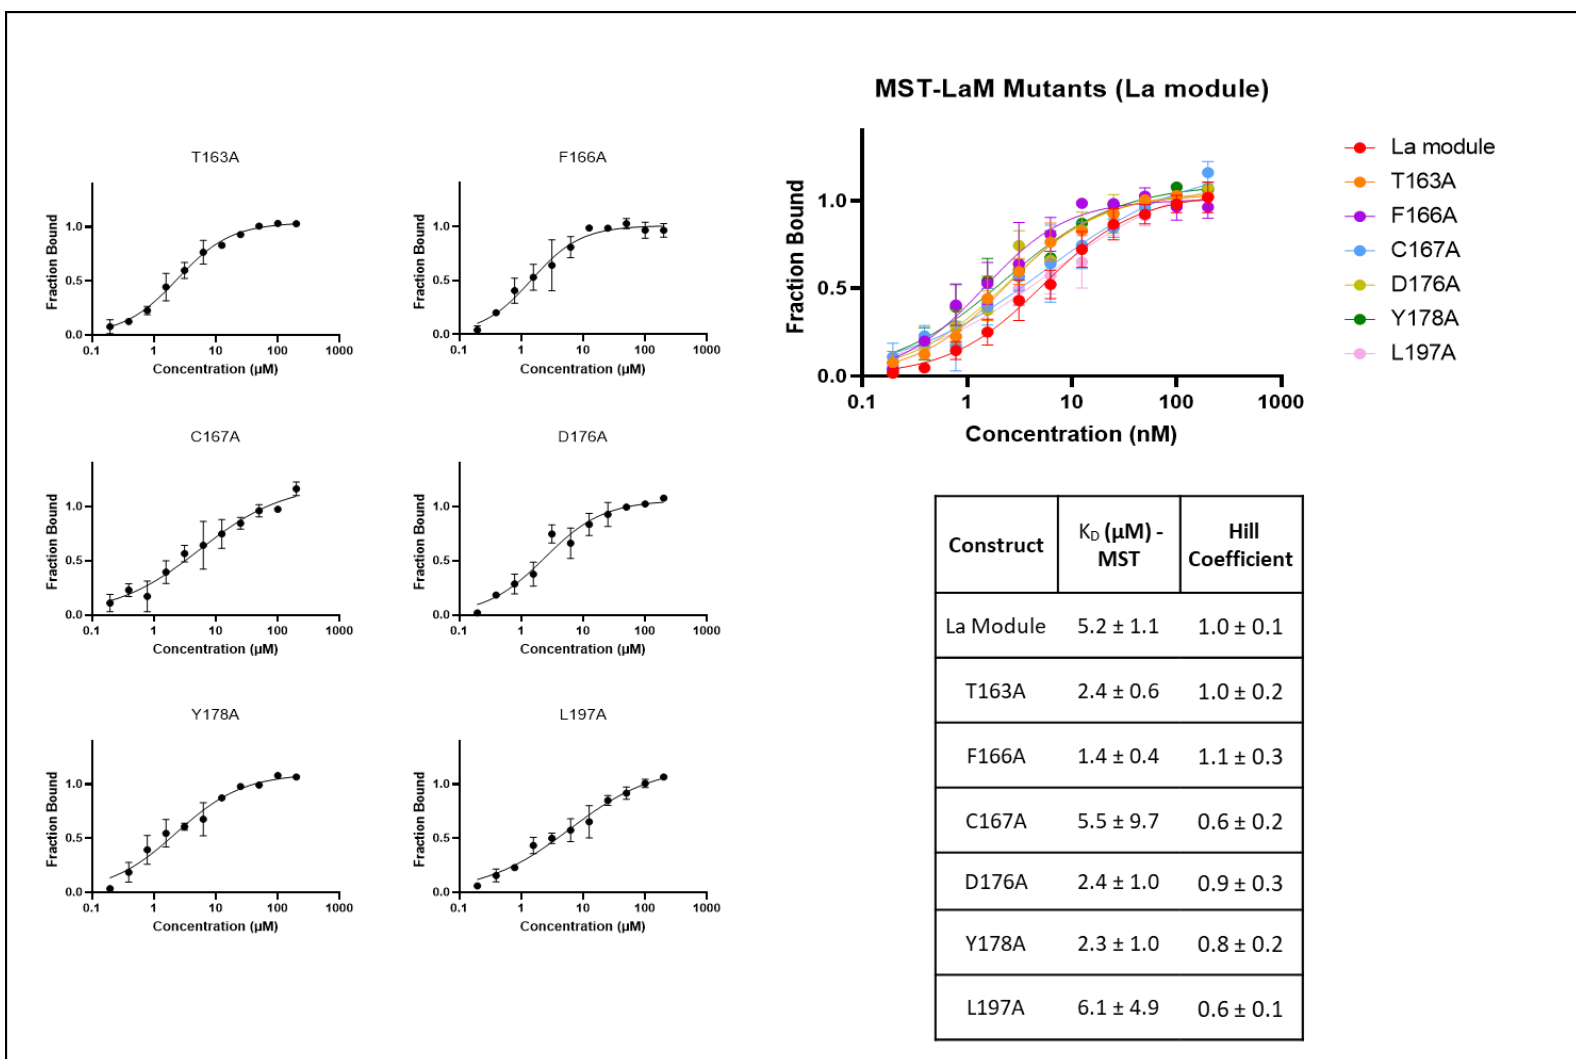 T163A
Fraction Bound
1.0
0.5
0.0
0.1 1 10 100 1000
Concentration (µM)
F166A
Fraction Bound
1.0
0.5
0.0
0.1 1 10 100 1000
Concentration (µM)
C167A
Fraction Bound
1.0
0.5
0.0
0.1 1 10 100 1000
Concentration (µM)
D176A
Fraction Bound
1.0
0.5
0.0
0.1 1 10 100 1000
Concentration (µM)
Y178A
Fraction Bound
1.0
0.5
0.0
0.1 1 10 100 1000
Concentration (µM)
L197A
Fraction Bound
1.0
0.5
0.0
0.1 1 10 100 1000
Concentration (µM)
MST-LaM Mutants (La module)
Fraction Bound
1.0
0.5
0.0
0.1 1 10 100 1000
Concentration (nM)
La module
T163A
F166A
C167A
D176A
Y178A
L197A
Construct
K_D (µM) -
MST
Hill
Coefficient
La Module 5.2 ± 1.1 1.0 ± 0.1
T163A 2.4 ± 0.6 1.0 ± 0.2
F166A 1.4 ± 0.4 1.1 ± 0.3
C167A 5.5 ± 9.7 0.6 ± 0.2
D176A 2.4 ± 1.0 0.9 ± 0.3
Y178A 2.3 ± 1.0 0.8 ± 0.2
L197A 6.1 ± 4.9 0.6 ± 0.1